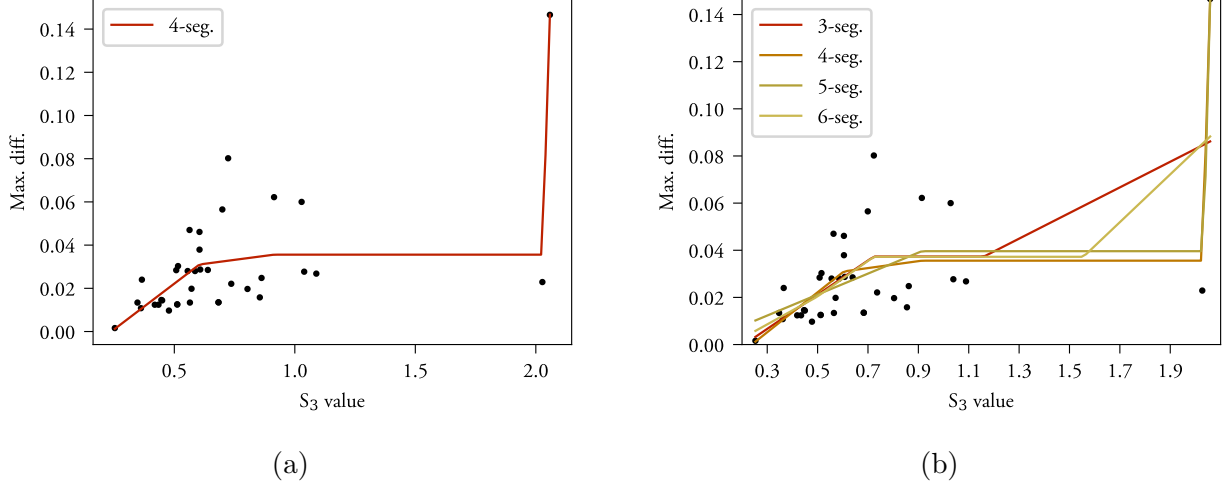 4-seg.
0.14
0.12
0.10
0.08
0.06
0.04
0.02
0.00
Max. diff.
0.5
1.0
1.5
2.0
S3 value
(a)
3-seg.
4-seg.
5-seg.
6-seg.
0.14
0.12
0.10
0.08
0.06
0.04
0.02
0.00
Max. diff.
0.3
0.5
0.7
0.9
1.1
1.3
1.5
1.7
1.9
S3 value
(b)